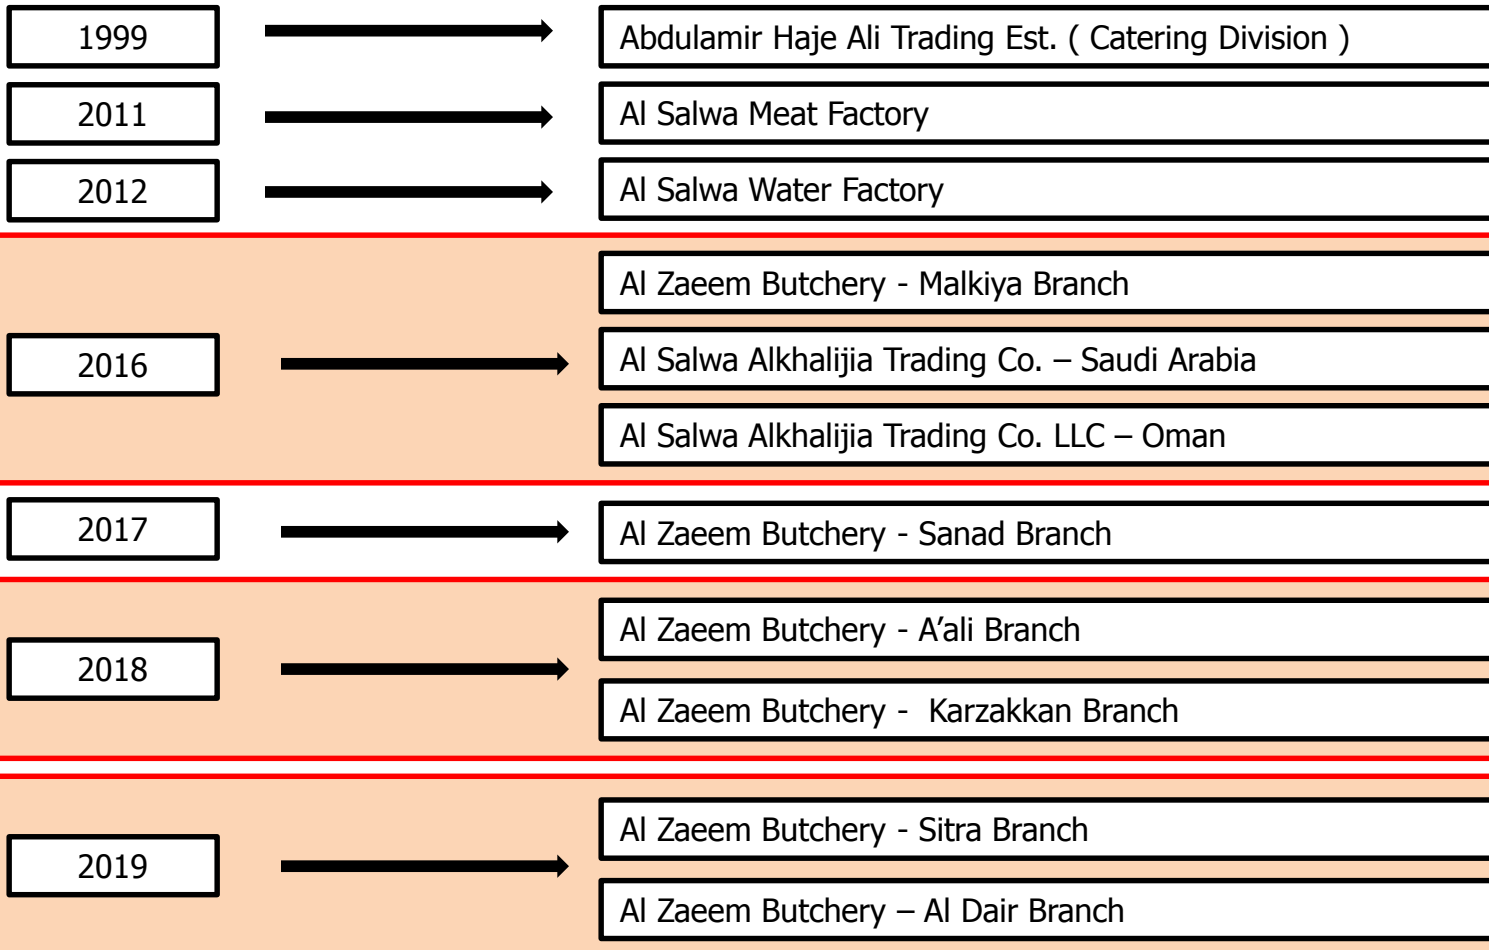 1999
Abdulamir Haje Ali Trading Est. ( Catering Division )
2011
Al Salwa Meat Factory
2012
Al Salwa Water Factory
2016
Al Zaeem Butchery - Malkiya Branch
Al Salwa Alkhalijia Trading Co. – Saudi Arabia
Al Salwa Alkhalijia Trading Co. LLC – Oman
2017
Al Zaeem Butchery - Sanad Branch
2018
Al Zaeem Butchery - A’ali Branch
Al Zaeem Butchery -  Karzakkan Branch
2019
Al Zaeem Butchery - Sitra Branch
Al Zaeem Butchery – Al Dair Branch